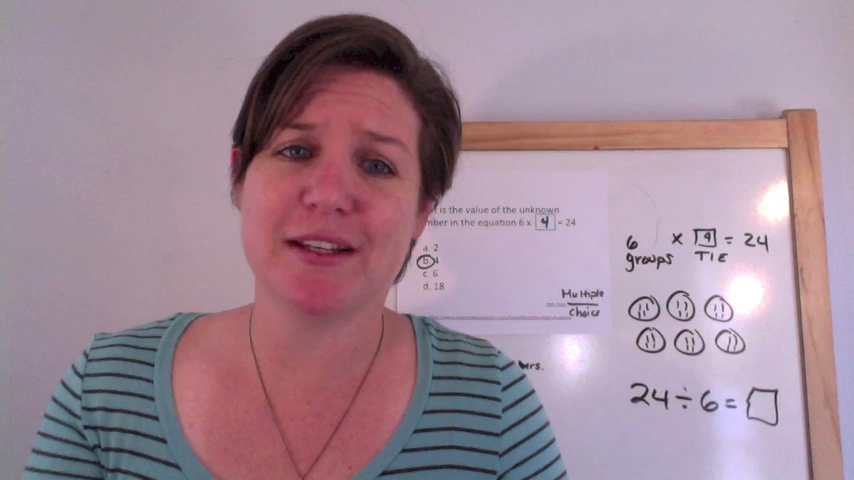 is the value of the unknown
in the equation 6 x 4 = 24
a. 2
b. 4
c. 6
d. 18
Multiple
choice
6 x 4 = 24
groups TIE
24 ÷ 6 =